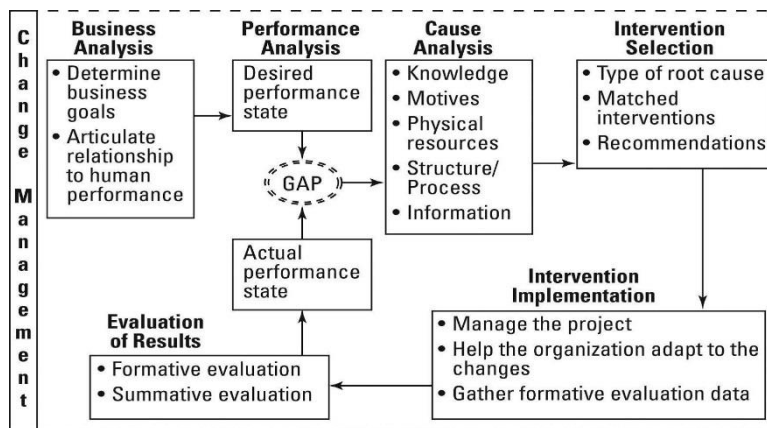 Change Management
Business
Analysis
• Determine
business
goals
• Articulate
relationship
to human
performance
Performance
Analysis
Desired
performance
state
GAP
Actual
performance
state
Cause
Analysis
• Knowledge
• Motives
• Physical
resources
• Structure/
Process
• Information
Intervention
Selection
• Type of root cause
• Matched
interventions
• Recommendations
Intervention
Implementation
• Manage the project
• Help the organization adapt to the
changes
• Gather formative evaluation data
Evaluation
of Results
• Formative evaluation
• Summative evaluation